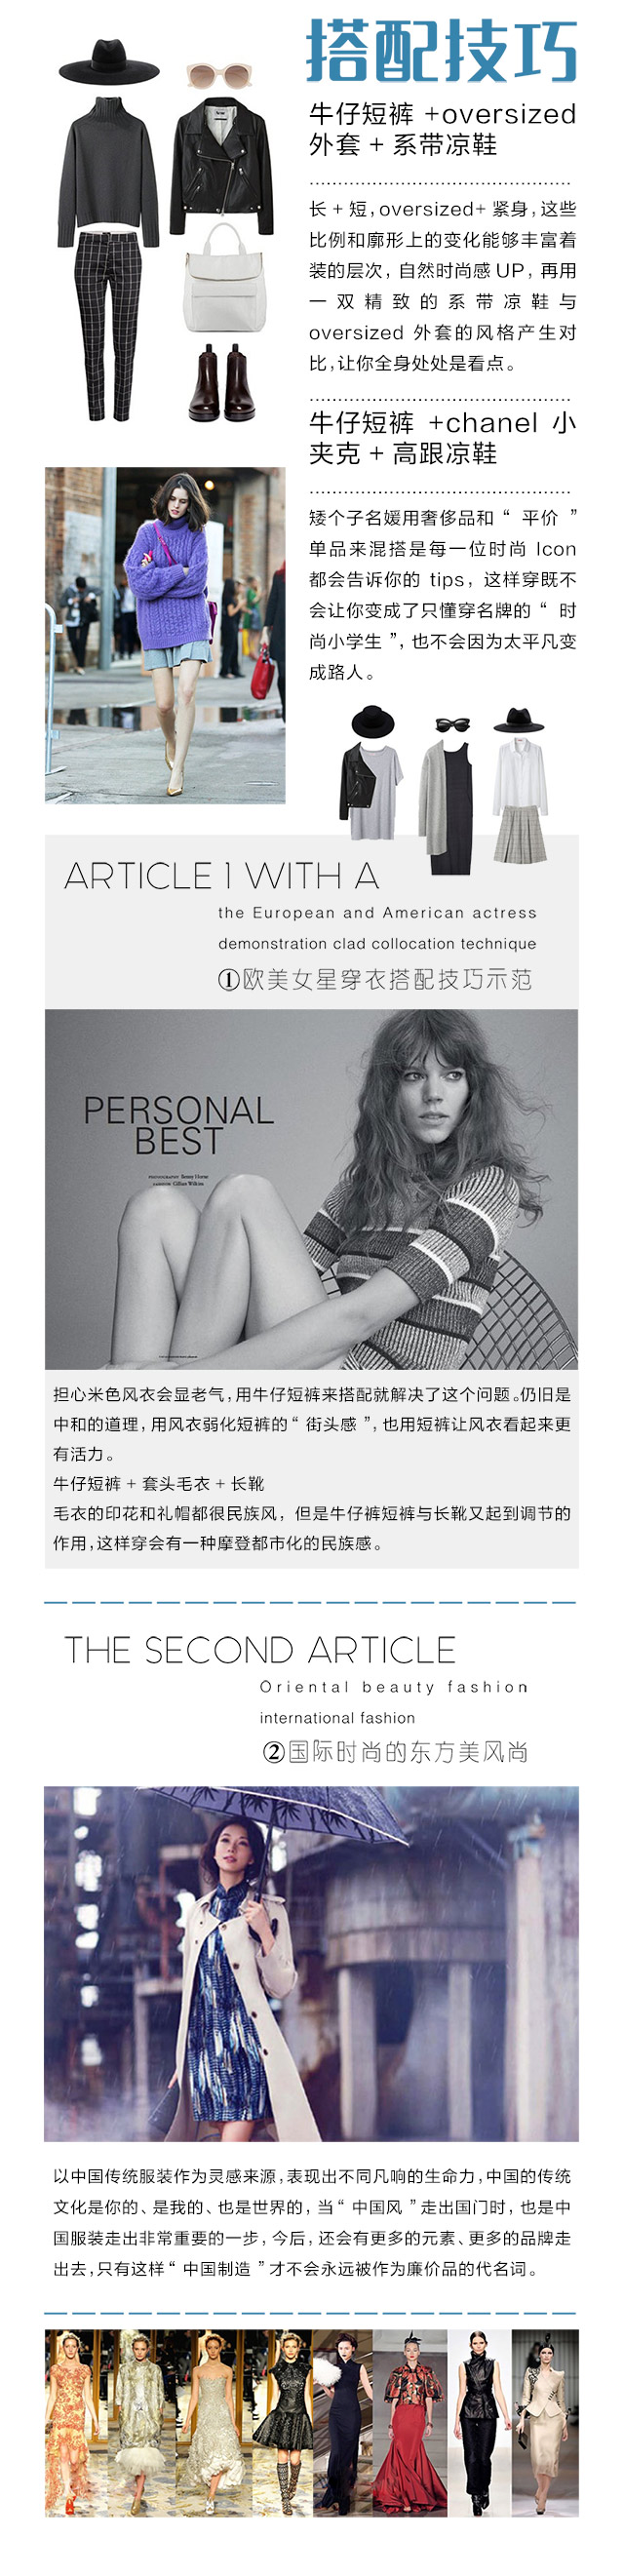 搭配技巧
牛仔短裤 +oversized
外套 + 系带凉鞋
长 + 短, oversized+ 紧身, 这些
比例和廓形上的变化能够丰富着
装的层次, 自然时尚感 UP, 再用
一双精致的系带凉鞋与
oversized 外套的风格产生对
比, 让你全身处处是看点。
牛仔短裤 +chanel 小
夹克 + 高跟凉鞋
矮个子名媛用奢侈品和“ 平价 ”
单品来混搭是每一位时尚 Icon
都会告诉你的 tips, 这样穿既不
会让你变成了只懂穿名牌的“ 时
尚小学生 ”, 也不会因为太平凡变
成路人。
ARTICLE 1 WITH A
the European and American actress
demonstration clad collocation technique
①欧美女星穿衣搭配技巧示范
PERSONAL
BEST
PHOTOGRAPHY Benny Horne
FASHION Gillian Wilkins
担心米色风衣会显老气, 用牛仔短裤来搭配就解决了这个问题。仍旧是
中和的道理, 用风衣弱化短裤的“ 街头感 ”, 也用短裤让风衣看起来更
有活力。
牛仔短裤 + 套头毛衣 + 长靴
毛衣的印花和礼帽都很民族风, 但是牛仔裤短裤与长靴又起到调节的
作用, 这样穿会有一种摩登都市化的民族感。
THE SECOND ARTICLE
Oriental beauty fashion
international fashion
②国际时尚的东方美风尚
以中国传统服装作为灵感来源, 表现出不同凡响的生命力, 中国的传统
文化是你的、是我的、也是世界的, 当“ 中国风 ” 走出国门时, 也是中
国服装走出非常重要的一步, 今后, 还会有更多的元素、更多的品牌走
出去, 只有这样“ 中国制造 ” 才不会永远被作为廉价品的代名词。